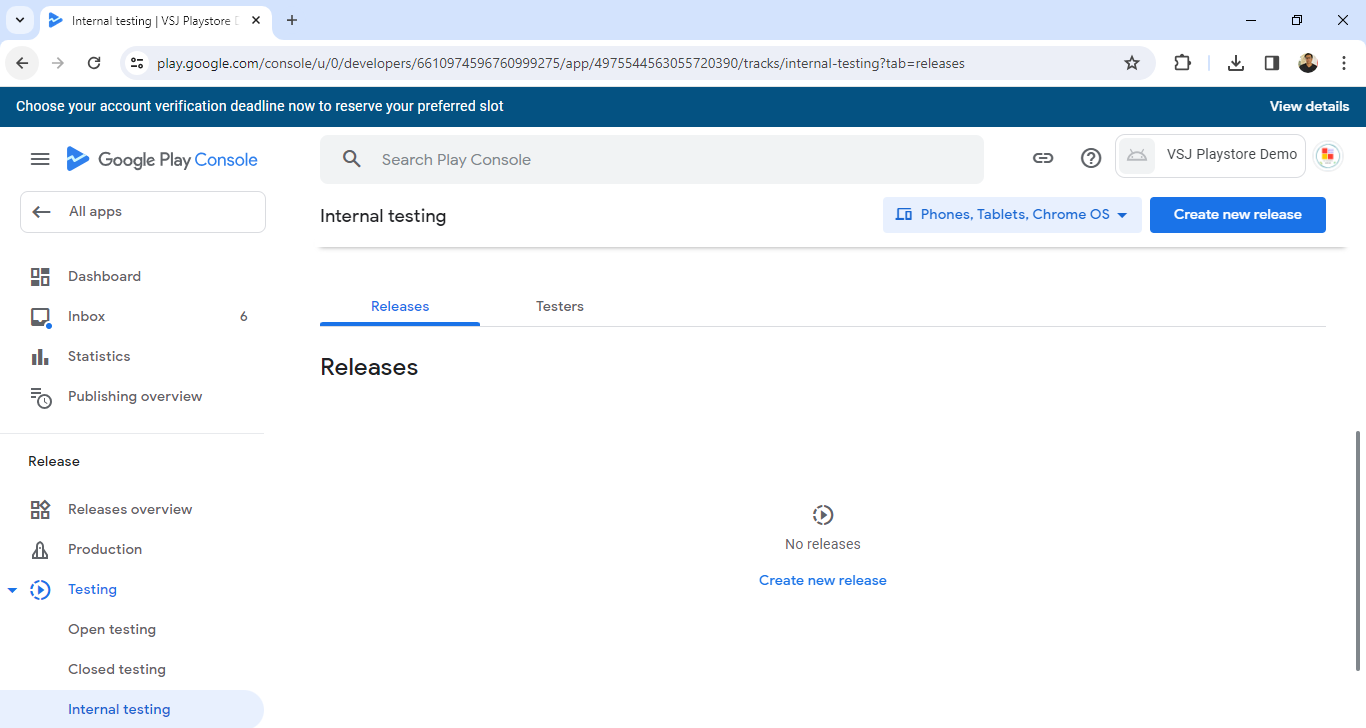 Internal testing | VSJ Playstore D
play.google.com/console/u/0/developers/6610974596760999275/app/4975544563055720390/tracks/internal-testing?tab=releases
Choose your account verification deadline now to reserve your preferred slot
View details
Google Play Console
Search Play Console
VSJ Playstore Demo
All apps
Internal testing
Phones, Tablets, Chrome OS
Create new release
Dashboard
Inbox 6
Statistics
Publishing overview
Release
Releases overview
Production
Testing
Open testing
Closed testing
Internal testing
Releases
Testers
Releases
No releases
Create new release